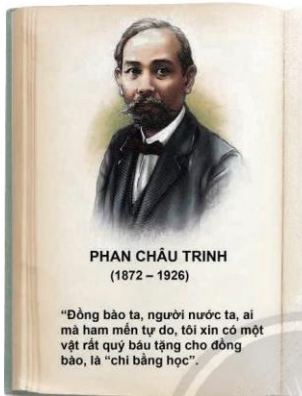 PHAN CHÂU TRINH
(1872 – 1926)
“Đồng bào ta, người nước ta, ai
mà ham mến tự do, tôi xin có một
vật rất quý báu tặng cho đồng
bào, là “chi bằng học”.